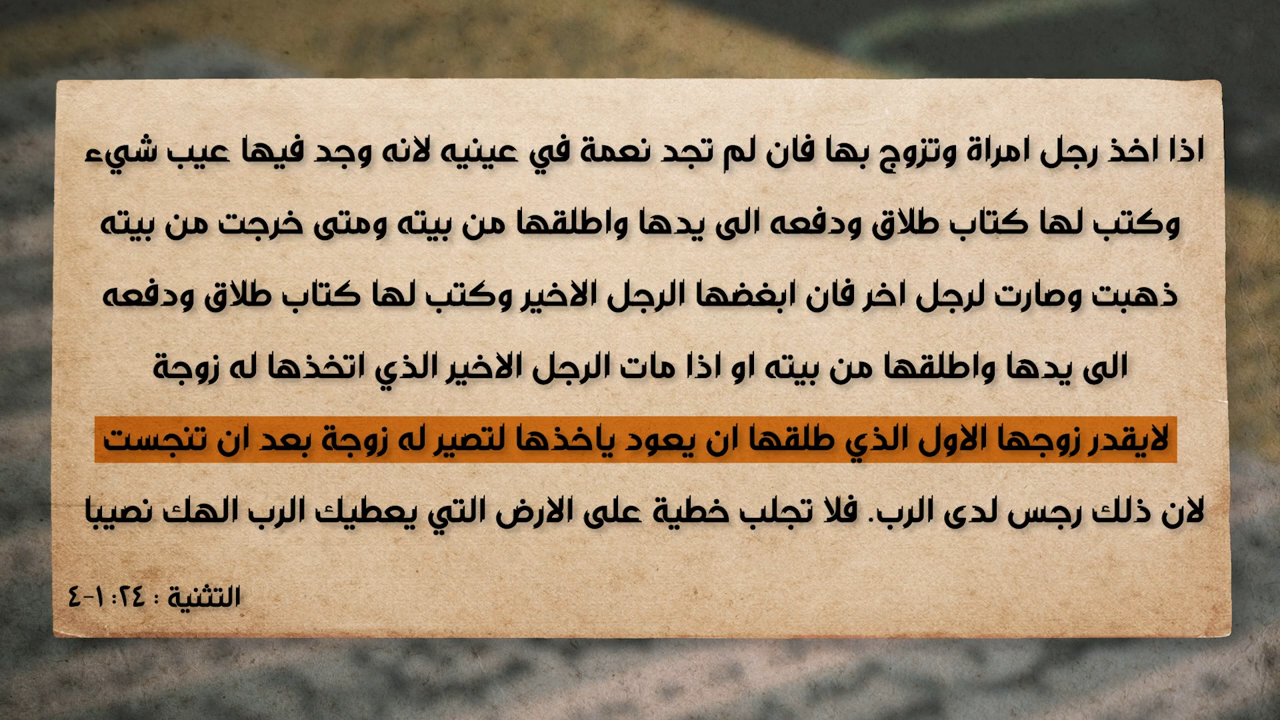 اذا اخذ رجل امراة وتزوج بها فان لم تجد نعمة في عينيه لانه وجد فيها عيب شيء
وكتب لها كتاب طلاق ودفعه الى يدها واطلقها من بيته ومتى خرجت من بيته
ذهبت وصارت لرجل اخر فان ابغضها الرجل الاخير وكتب لها كتاب طلاق ودفعه
الى يدها واطلقها من بيته او اذا مات الرجل الاخير الذي اتخذها له زوجة
لايقدر زوجها الاول الذي طلقها ان يعود ياخذها لتصير له زوجة بعد ان تنجست
لان ذلك رجس لدى الرب. فلا تجلب خطية على الارض التي يعطيك الرب الهك نصيبا
التثنية : ٢٤: ١-٤